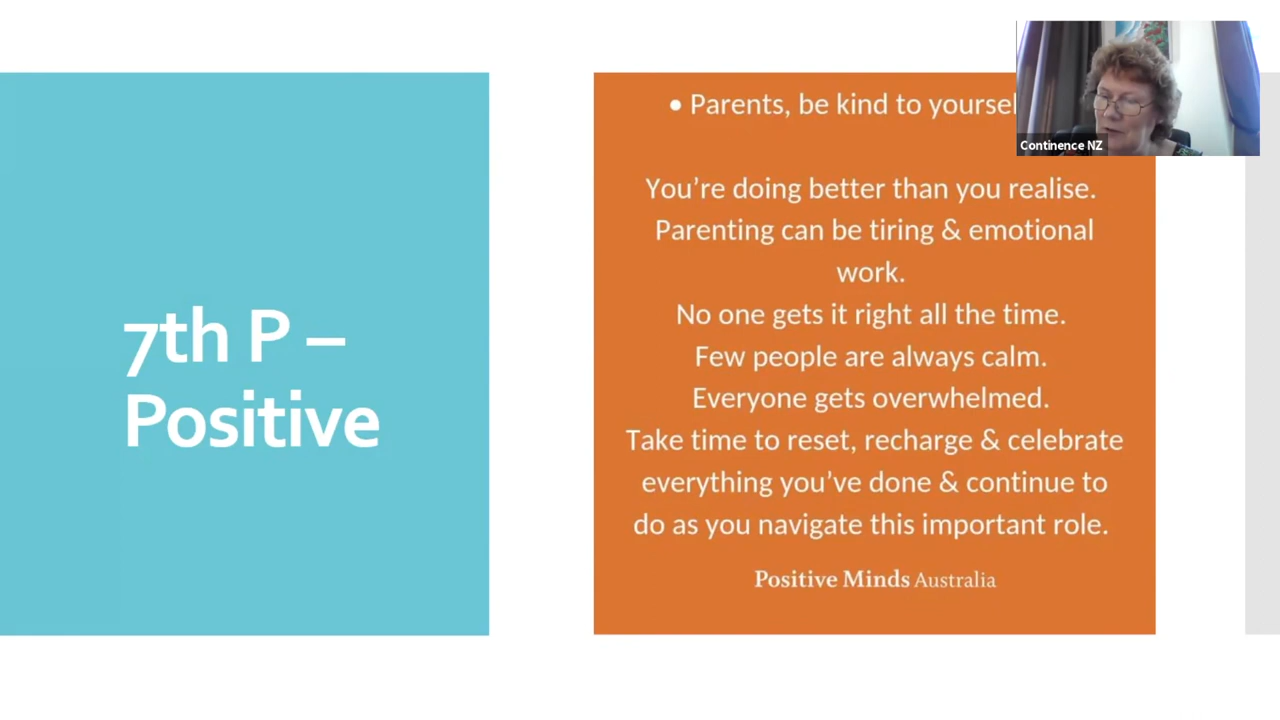 7th P –
Positive
• Parents, be kind to
You’re doing better than you realise.
Parenting can be tiring & emotional
work.
No one gets it right all the time.
Few people are always calm.
Everyone gets overwhelmed.
Take time to reset, recharge & celebrate
everything you’ve done & continue to
do as you navigate this important role.
Positive Minds Australia
Continence NZ